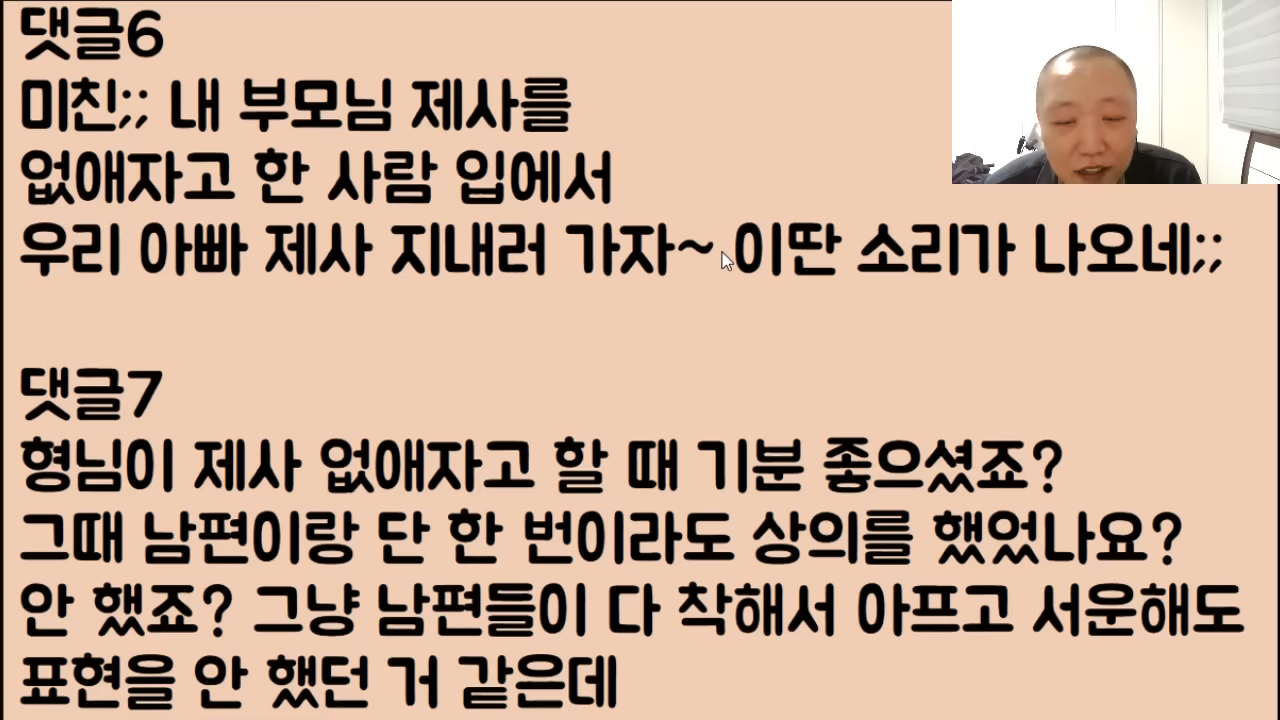 댓글6
미친;; 내 부모님 제사를
없애자고 한 사람 입에서
우리 아빠 제사 지내러 가자~ 이딴 소리가 나오네;;
댓글7
형님이 제사 없애자고 할 때 기분 좋으셨죠?
그때 남편이랑 단 한 번이라도 상의를 했었나요?
안 했죠? 그냥 남편들이 다 착해서 아프고 서운해도
표현을 안 했던 거 같은데